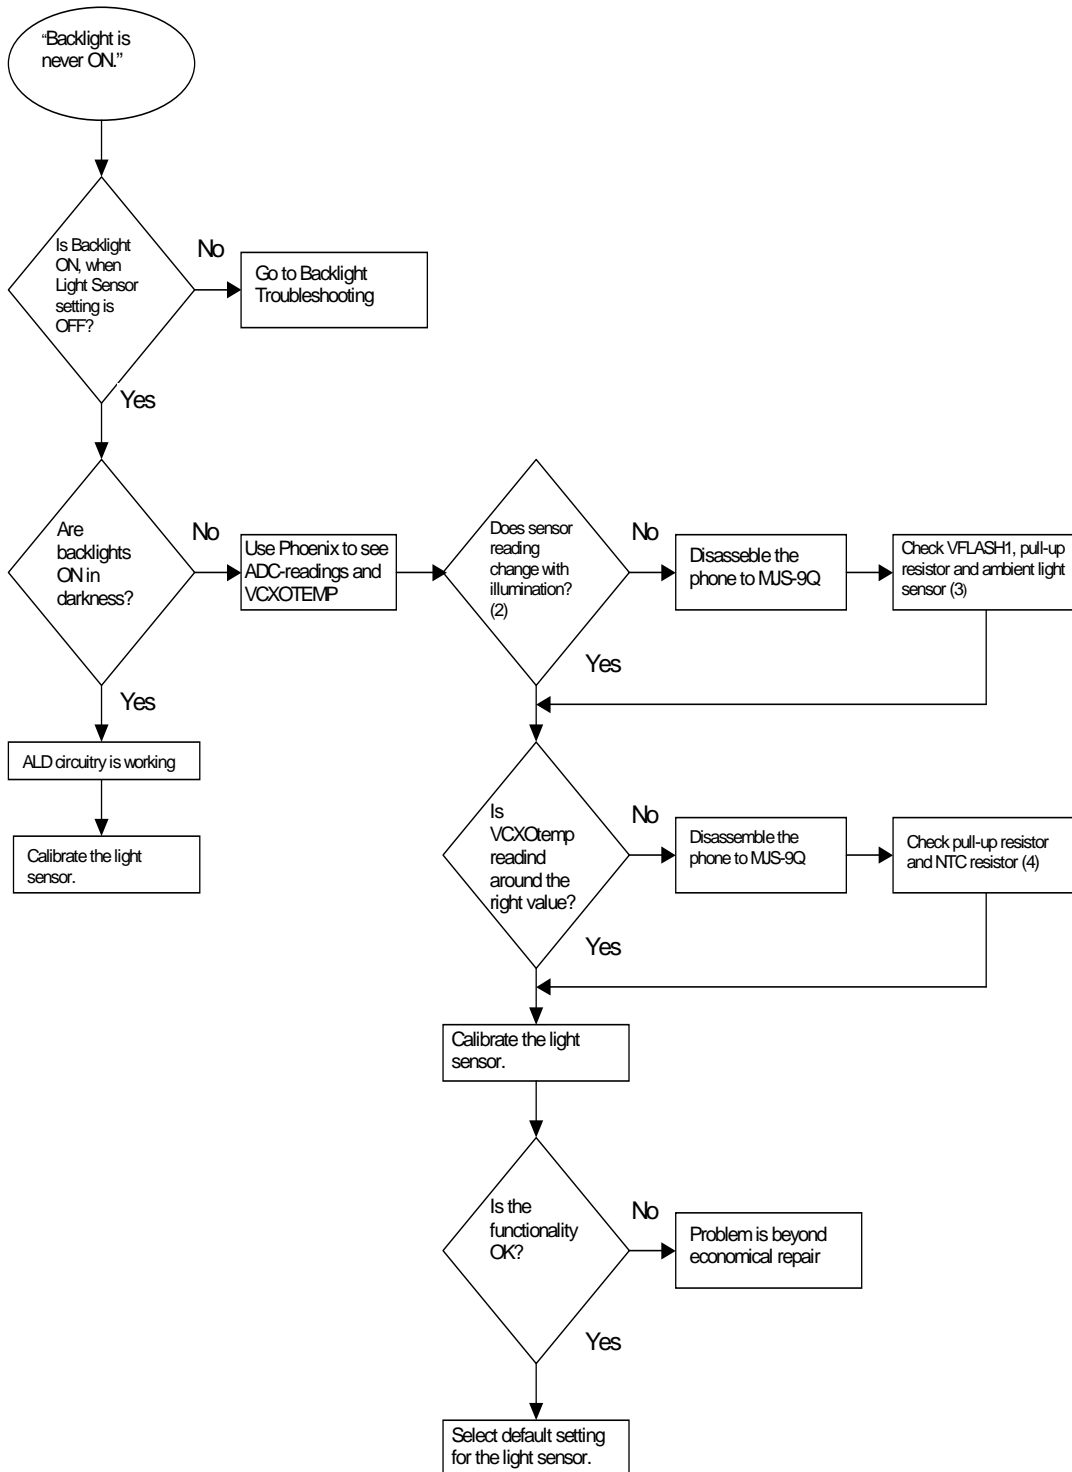 “Backlight is
never ON.”
Is Backlight
ON, when
Light Sensor
setting is
OFF?
No
Go to Backlight
Troubleshooting
Yes
Are
backlights
ON in
darkness?
No
Use Phoenix to see
ADC-readings and
VCXOTEMP
Does sensor
reading
change with
illumination?
(2)
No
Disasseble the
phone to MJS-9Q
Check VFLASH1, pull-up
resistor and ambient light
sensor (3)
Yes
Yes
ALD circuitry is working
Calibrate the light
sensor.
Is
VCXOtemp
readind
around the
right value?
No
Disassemble the
phone to MJS-9Q
Check pull-up resistor
and NTC resistor (4)
Yes
Calibrate the light
sensor.
Is the
functionality
OK?
No
Problem is beyond
economical repair
Yes
Select default setting
for the light sensor.